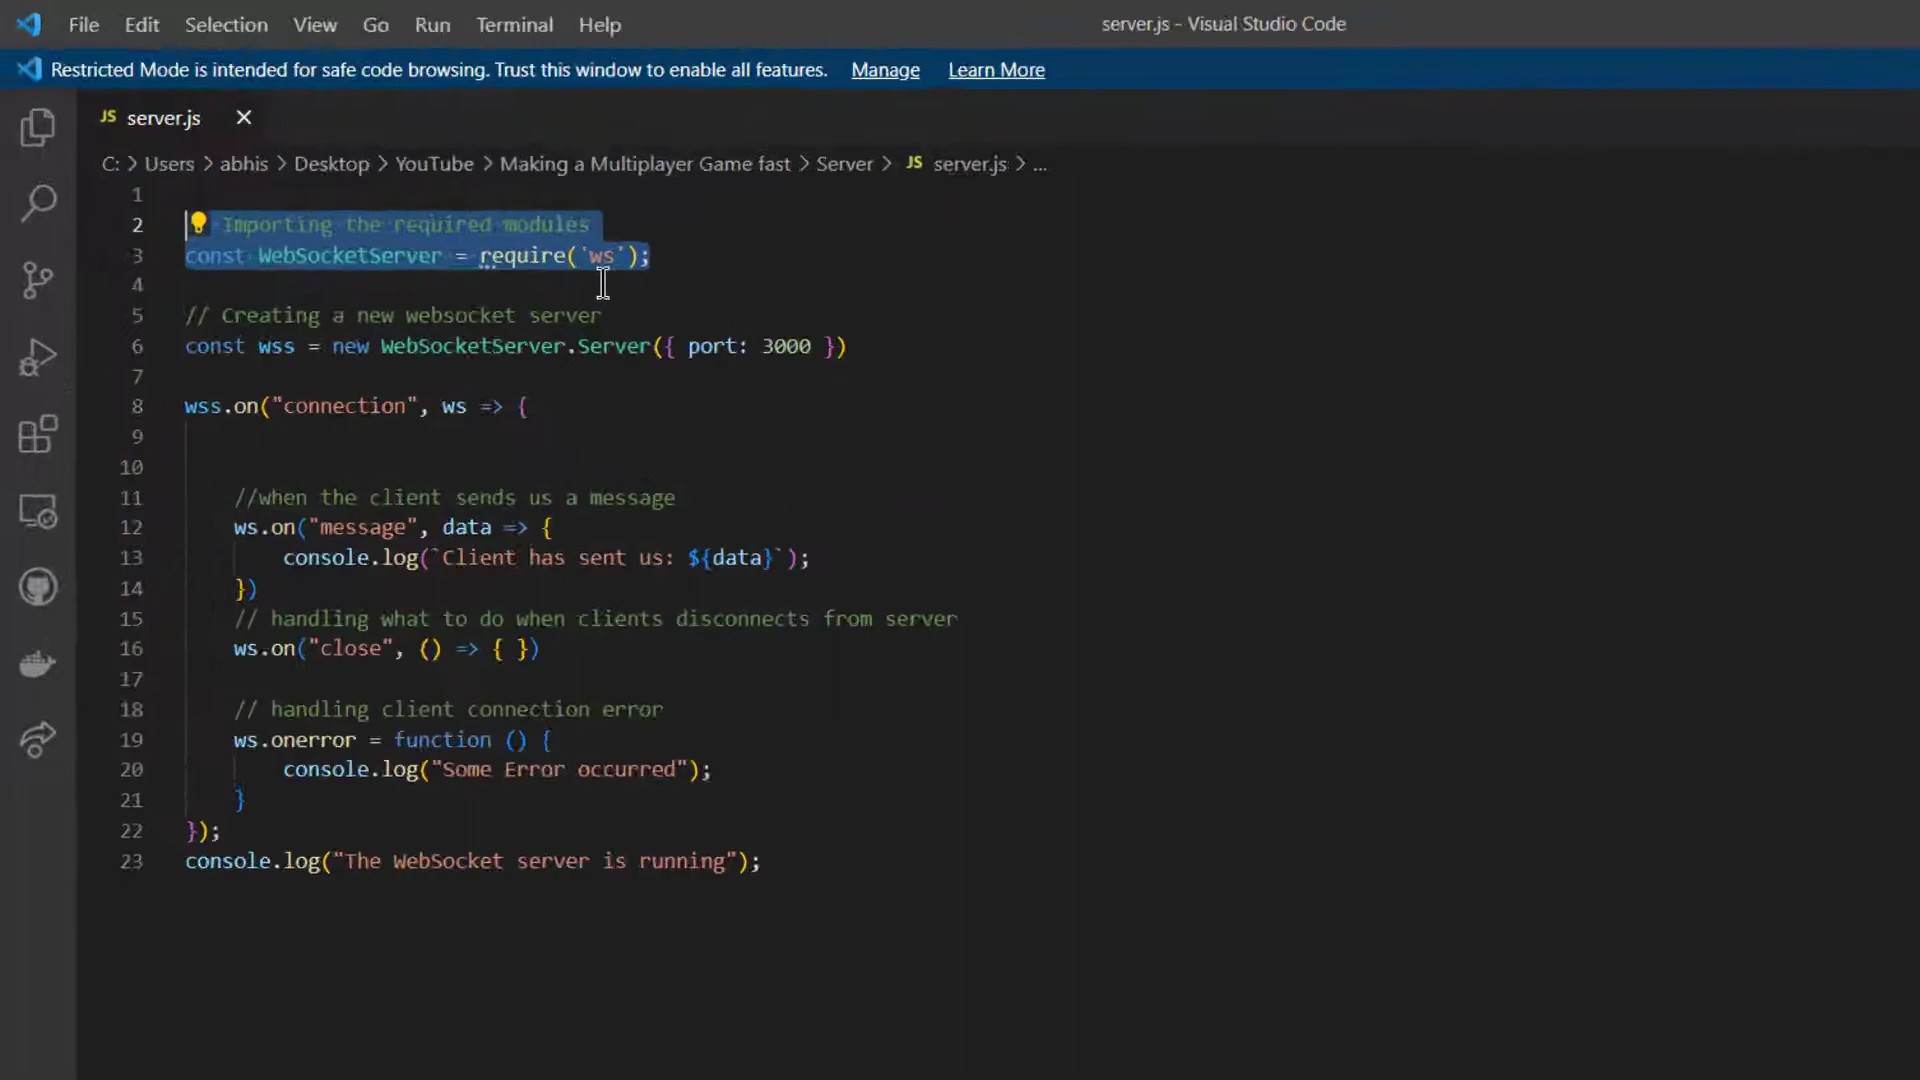 File Edit Selection View Go Run Terminal Help server.js - Visual Studio Code
Restricted Mode is intended for safe code browsing. Trust this window to enable all features. Manage Learn More
JS server.js ×
C: > Users > abhis > Desktop > YouTube > Making a Multiplayer Game fast > Server > JS server.js > ...
1
2 Importing the required modules
3 const WebSocketServer = require('ws');
4
5 // Creating a new websocket server
6 const wss = new WebSocketServer.Server({ port: 3000 })
7
8 wss.on("connection", ws => {
9
10
11 //when the client sends us a message
12 ws.on("message", data => {
13 console.log(`Client has sent us: ${data}`);
14 })
15 // handling what to do when clients disconnects from server
16 ws.on("close", () => { })
17
18 // handling client connection error
19 ws.onerror = function () {
20 console.log("Some Error occurred");
21 }
22 });
23 console.log("The WebSocket server is running");